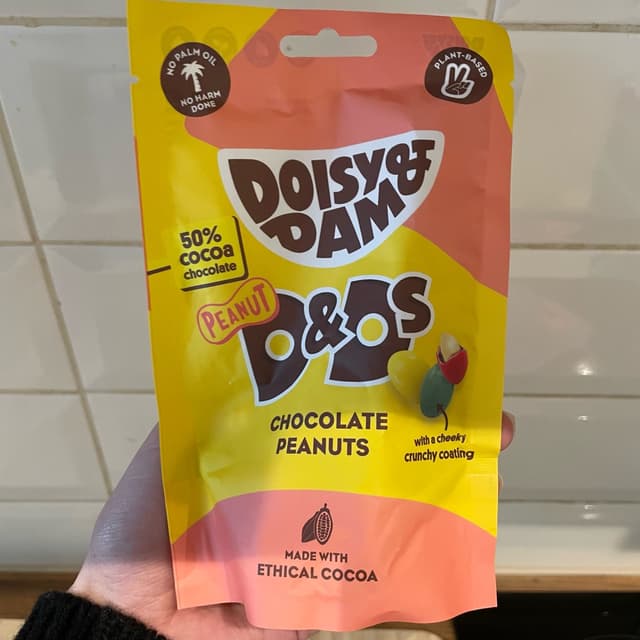 NO PALM OIL
NO HARM
DONE
PLANT-BASED
DOISY &
DAM
50%
cocoa
chocolate
PEANUT
D&Ds
CHOCOLATE
PEANUTS
with a cheeky
crunchy coating
MADE WITH
ETHICAL COCOA